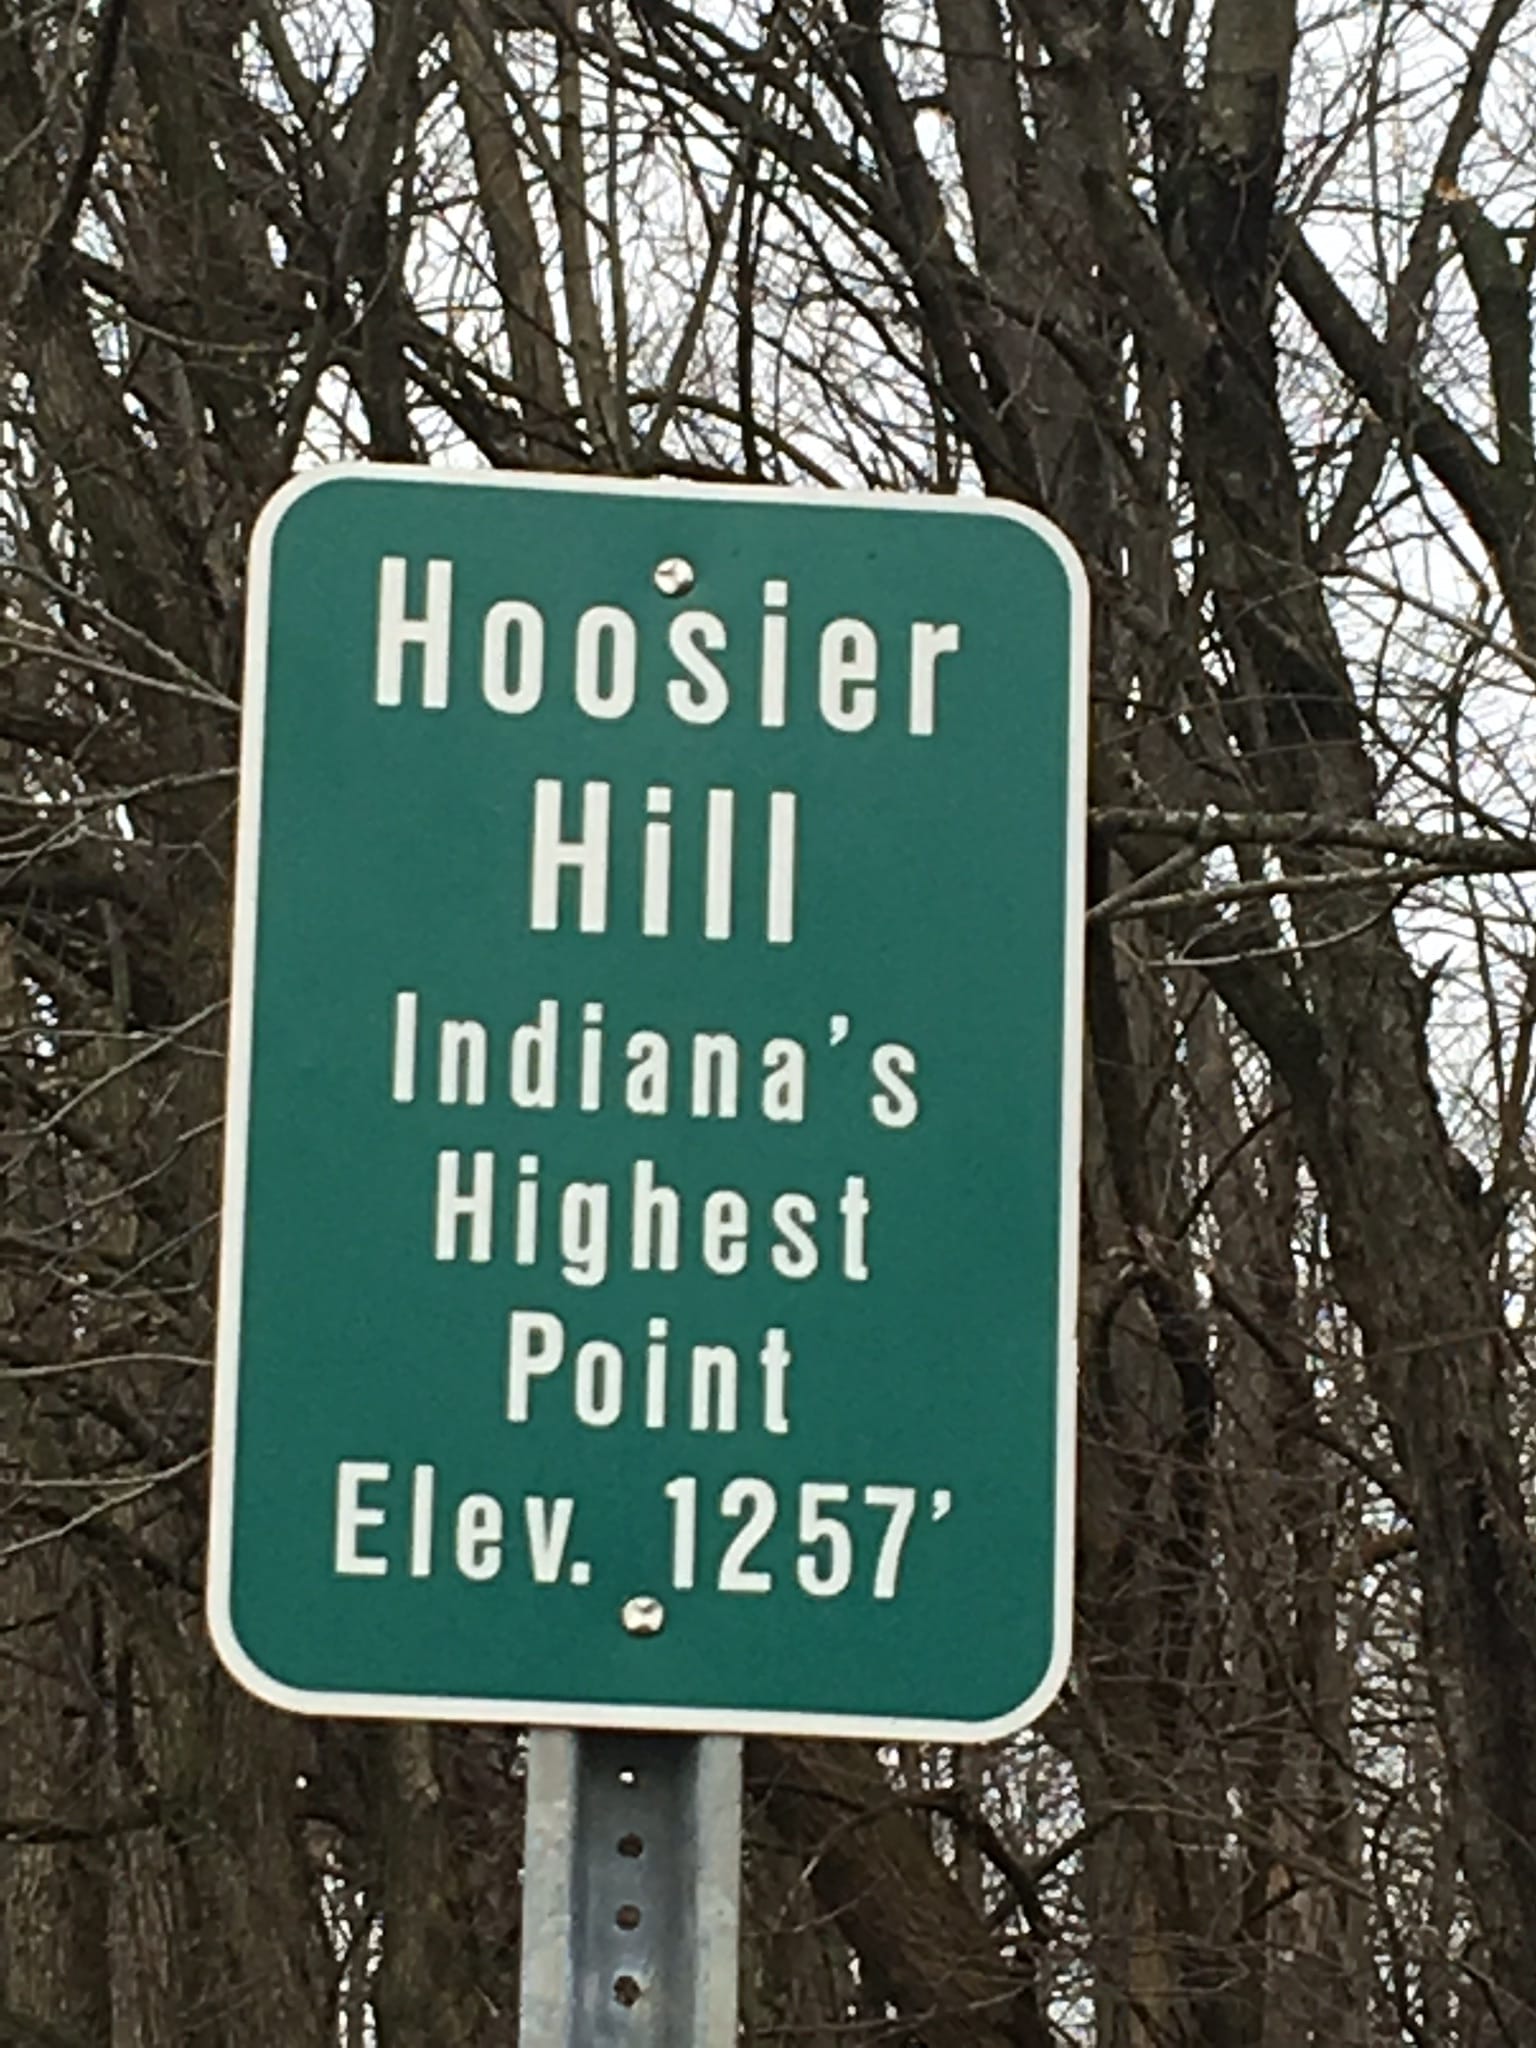 Hoosier
Hill
Indiana's
Highest
Point
Elev. 1257'